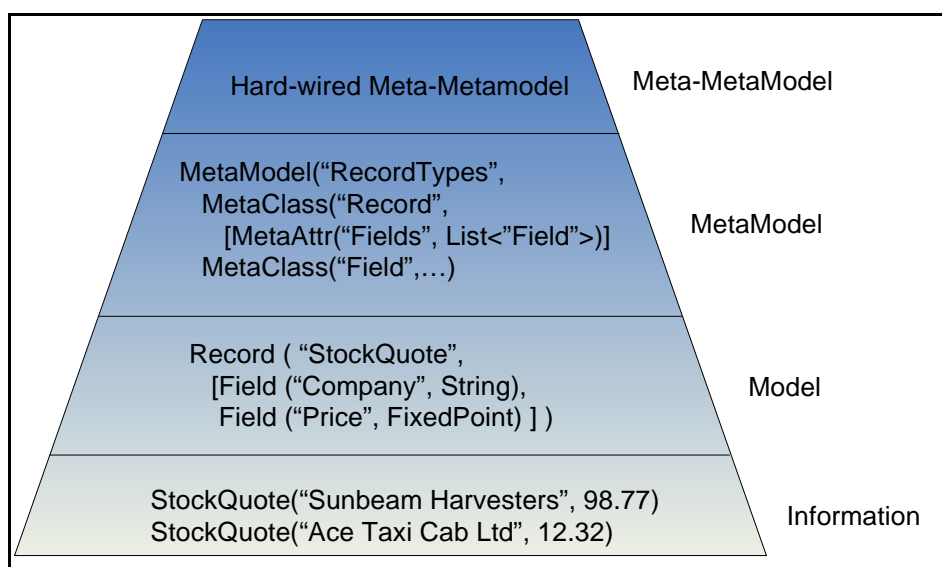 Hard-wired Meta-Metamodel
Meta-MetaModel
MetaModel(“RecordTypes”,
MetaClass(“Record”,
[MetaAttr(“Fields”, List<”Field”>)]
MetaClass(“Field”,…)
MetaModel
Record ( “StockQuote”,
[Field (“Company”, String),
Field (“Price”, FixedPoint) ] )
Model
StockQuote(“Sunbeam Harvesters”, 98.77)
StockQuote(“Ace Taxi Cab Ltd”, 12.32)
Information